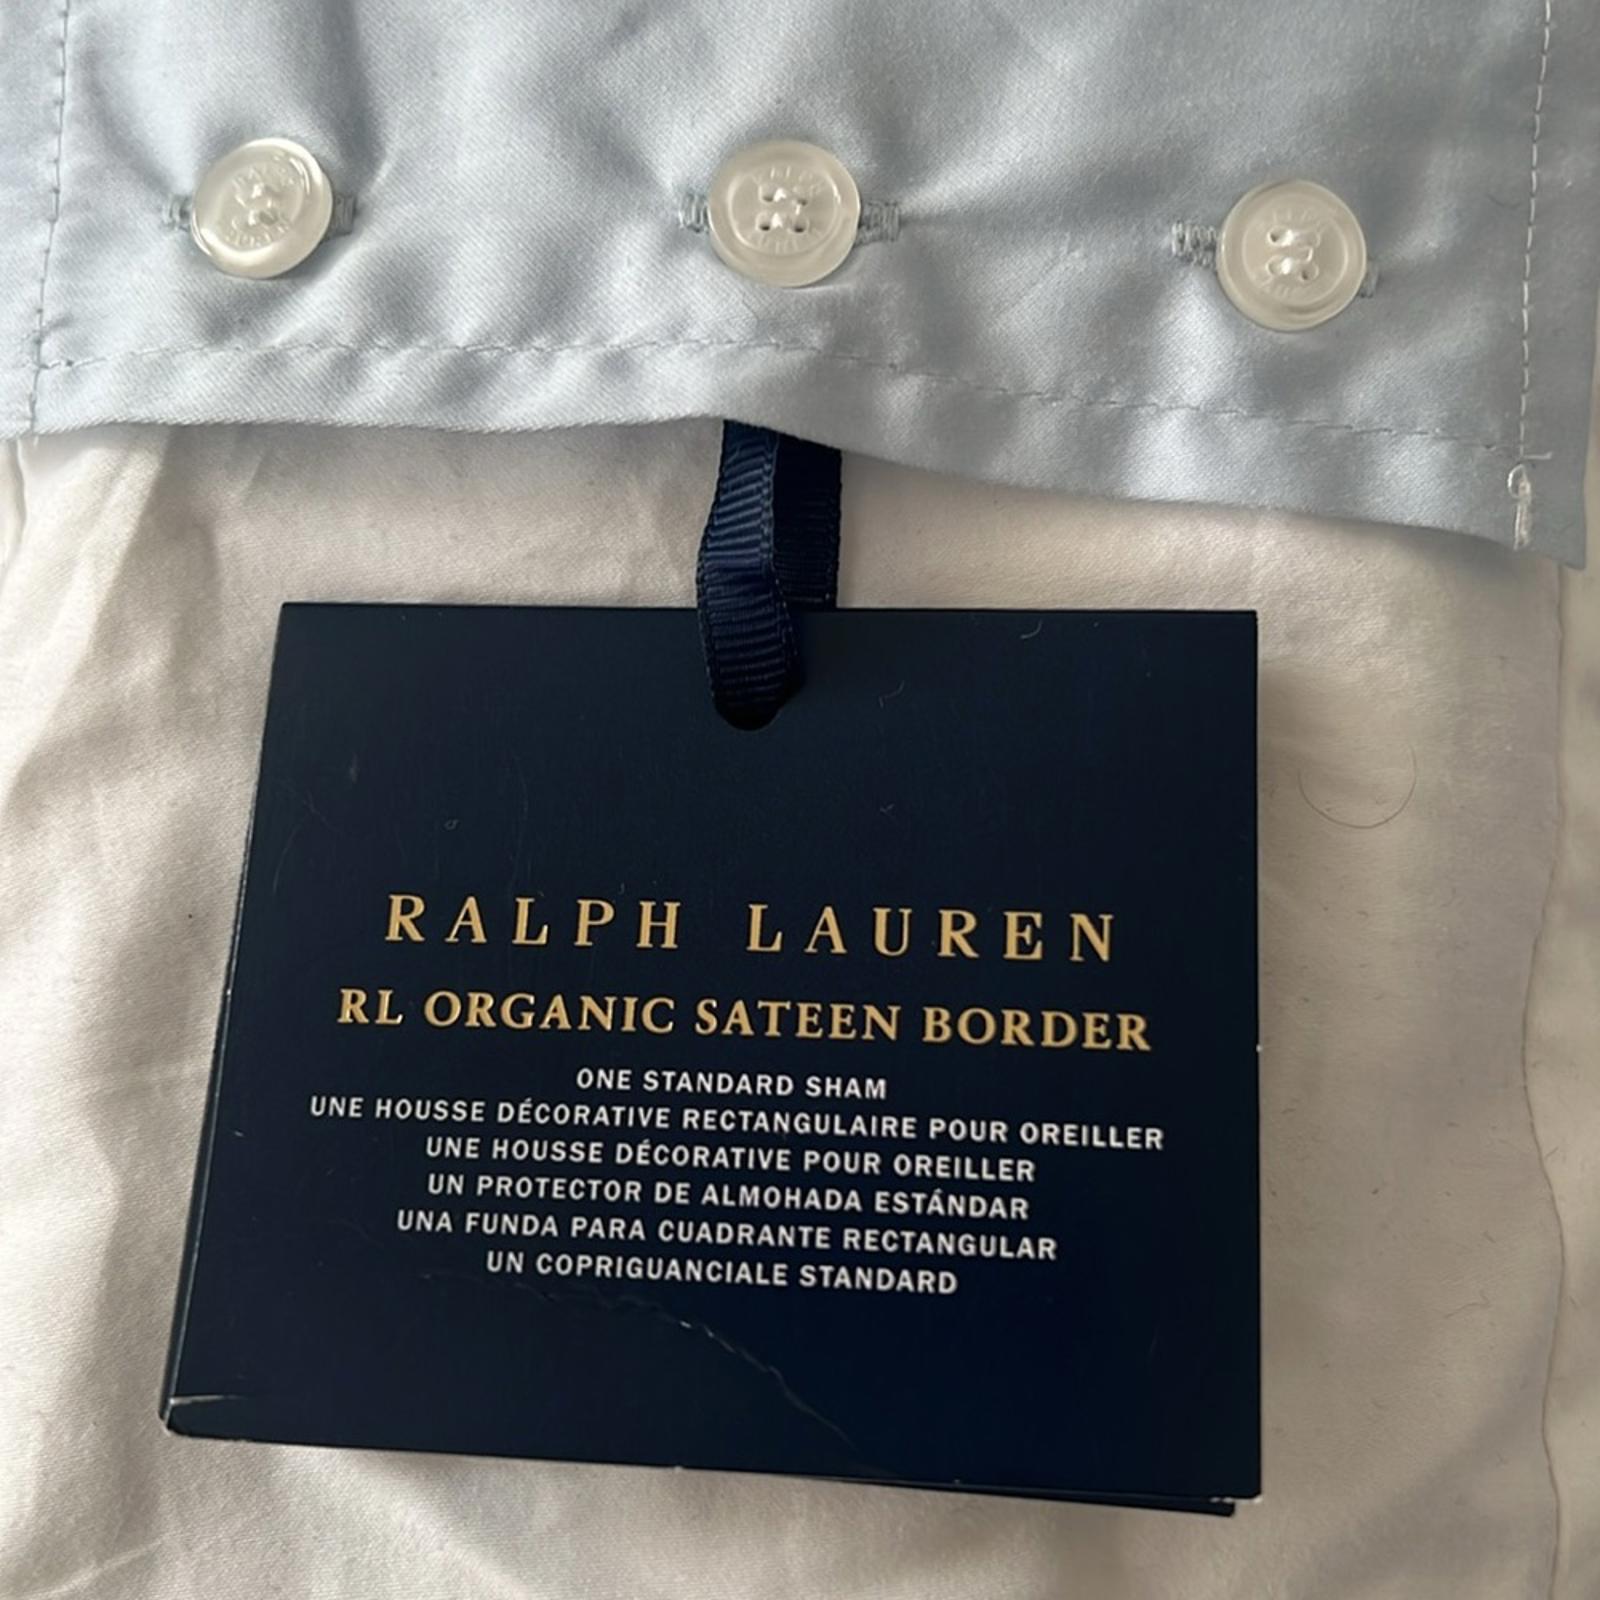 RALPH LAUREN
RL ORGANIC SATEEN BORDER
ONE STANDARD SHAM
UNE HOUSSE DÉCORATIVE RECTANGULAIRE POUR OREILLER
UNE HOUSSE DÉCORATIVE POUR OREILLER
UN PROTECTOR DE ALMOHADA ESTÁNDAR
UNA FUNDA PARA CUADRANTE RECTANGULAR
UN COPRIGUANCIALE STANDARD